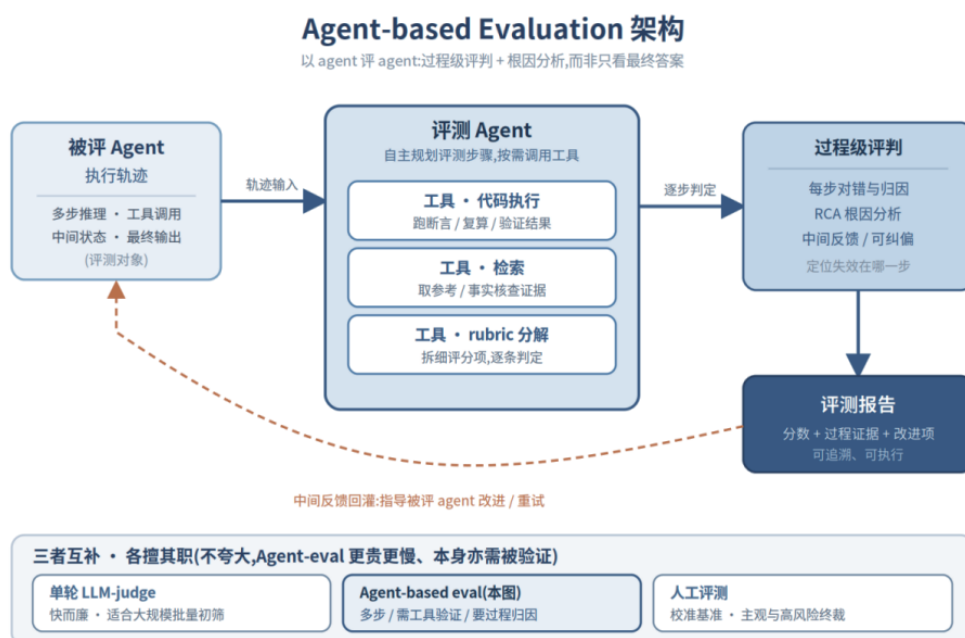 Agent-based Evaluation 架构
以 agent 评 agent:过程级评判 + 根因分析,而非只看最终答案
被评 Agent
执行轨迹
多步推理 · 工具调用
中间状态 · 最终输出
(评测对象)
轨迹输入
评测 Agent
自主规划评测步骤,按需调用工具
工具 · 代码执行
跑断言 / 复算 / 验证结果
工具 · 检索
取参考 / 事实核查证据
工具 · rubric 分解
拆细评分项,逐条判定
逐步判定
过程级评判
每步对错与归因
RCA 根因分析
中间反馈 / 可纠偏
定位失效在哪一步
评测报告
分数 + 过程证据 + 改进项
可追溯、可执行
中间反馈回灌:指导被评 agent 改进 / 重试
三者互补 · 各擅其职(不夸大,Agent-eval 更贵更慢、本身亦需被验证)
单轮 LLM-judge
快而廉 · 适合大规模批量初筛
Agent-based eval(本图)
多步 / 需工具验证 / 要过程归因
人工评测
校准基准 · 主观与高风险终裁